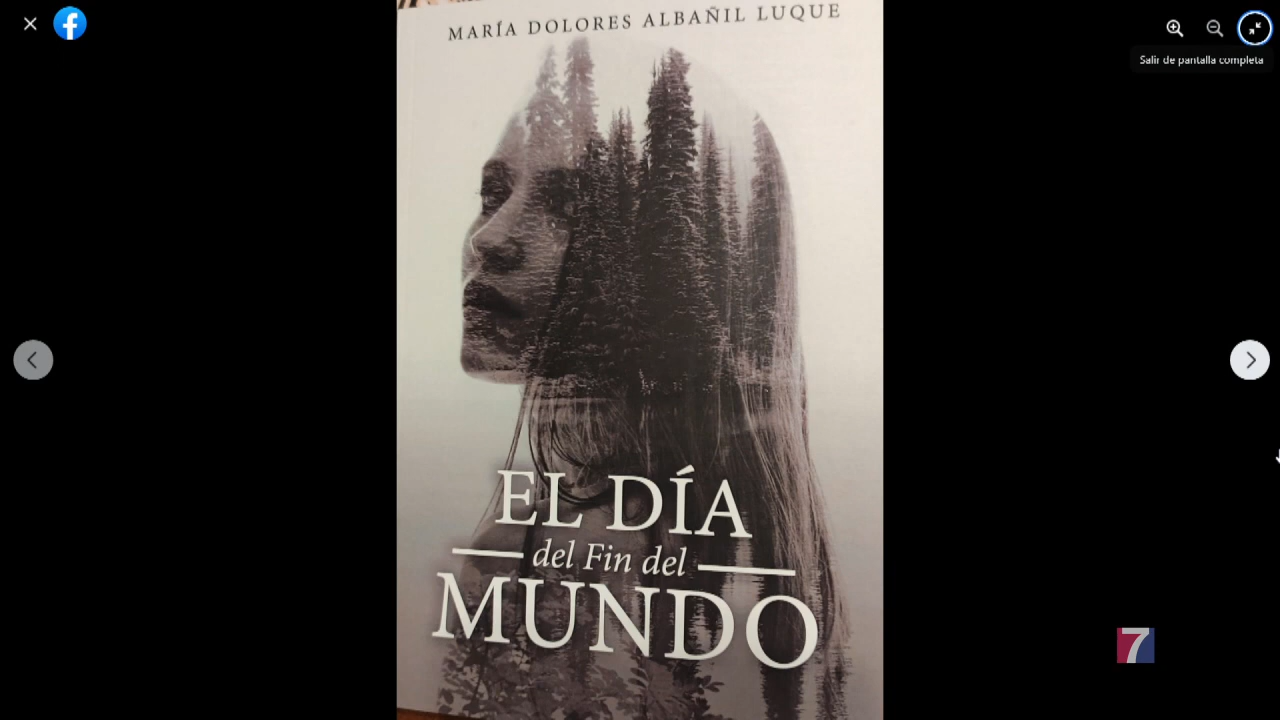 MARÍA DOLORES ALBAÑIL LUQUE
Salir de pantalla completa
EL DÍA
del Fin del
MUNDO
7